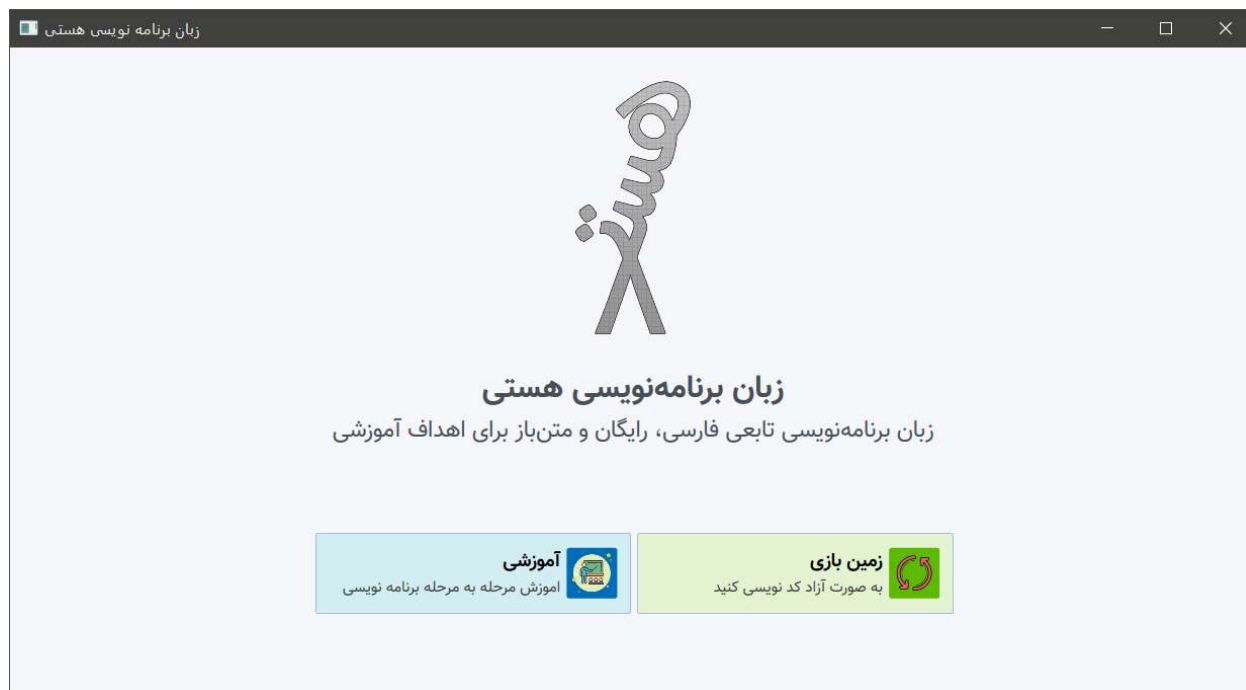 زبان برنامه نویسی هستی
هستی
زبان برنامه‌نویسی هستی
زبان برنامه‌نویسی تابعی فارسی، رایگان و متن‌باز برای اهداف آموزشی
زمین بازی
به صورت آزاد کد نویسی کنید
آموزشی
اموزش مرحله به مرحله برنامه نویسی